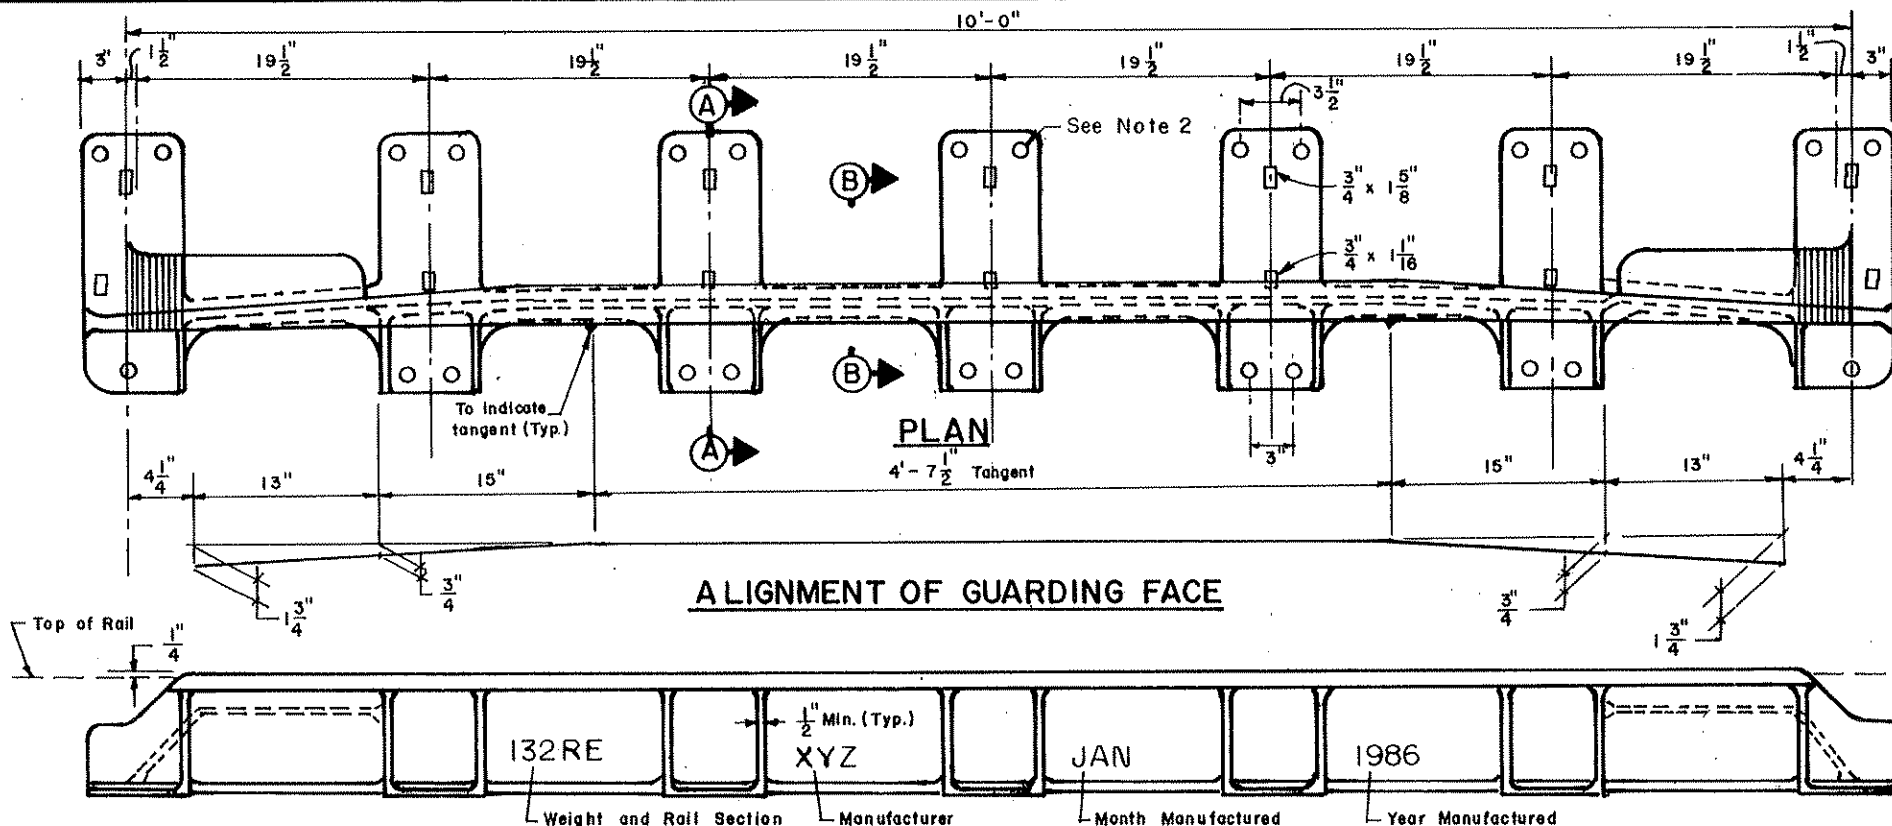 10'-0"
3" 1 1/2" 19 1/2" 19 1/2" 19 1/2" 19 1/2" 19 1/2" 19 1/2" 1 1/2" 3"
A
3 1/2"
See Note 2
B
3/4" x 1 5/8"
3/4" x 1 1/16"
B
To indicate
tangent (Typ.)
A
PLAN
3"
4 1/4" 13" 15" 4'-7 1/2" Tangent 15" 13" 4 1/4"
1 3/4" 3/4" 3/4" 1 3/4"
ALIGNMENT OF GUARDING FACE
Top of Rail
1/4"
1/2" Min. (Typ.)
132RE XYZ JAN 1986
Weight and Rail Section Manufacturer Month Manufactured Year Manufactured